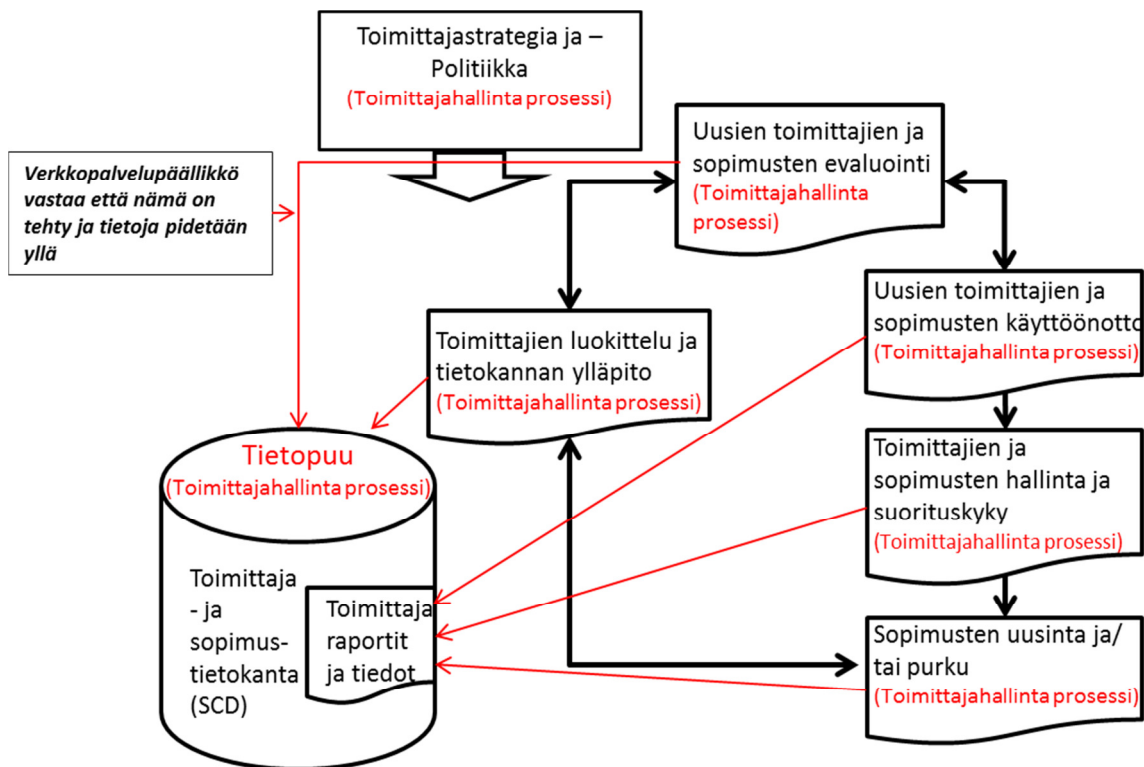 Toimittajastrategia ja –
Politiikka
(Toimittajahallinta prosessi)
Uusien toimittajien ja
sopimusten evaluointi
(Toimittajahallinta
prosessi)
Verkkopalvelupäällikkö
vastaa että nämä on
tehty ja tietoja pidetään
yllä
Uusien toimittajien ja
sopimusten käyttöönotto
(Toimittajahallinta prosessi)
Toimittajien luokittelu ja
tietokannan ylläpito
(Toimittajahallinta prosessi)
Toimittajien ja
sopimusten hallinta ja
suorituskyky
(Toimittajahallinta prosessi)
Tietopuu
(Toimittajahallinta prosessi)
Toimittaja
- ja
sopimus-
tietokanta
(SCD)
Toimittaja
raportit
ja tiedot
Sopimusten uusinta ja/
tai purku
(Toimittajahallinta prosessi)